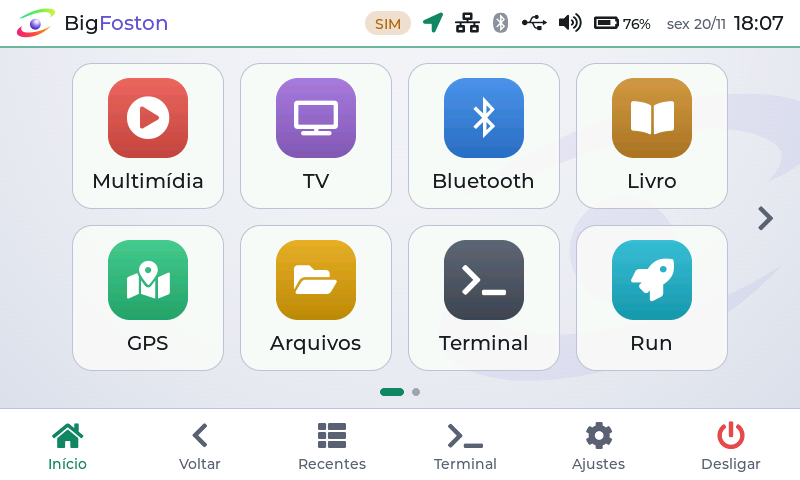 BigFoston SIM 76% sex 20/11 18:07
Multimídia TV Bluetooth Livro
GPS Arquivos Terminal Run
Início Voltar Recentes Terminal Ajustes Desligar